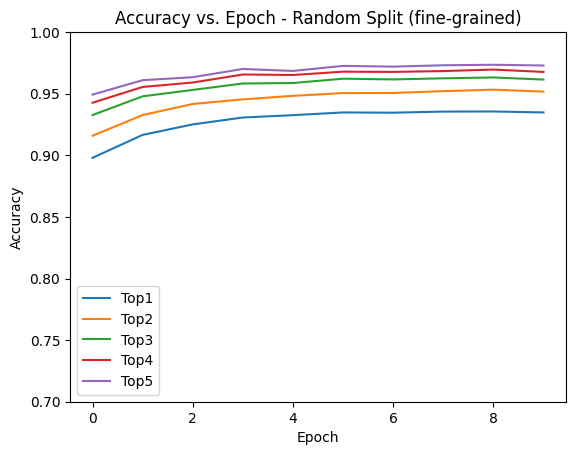 Accuracy vs. Epoch - Random Split (fine-grained)
1.00
0.95
0.90
0.85
0.80
0.75
0.70
Accuracy
Top1
Top2
Top3
Top4
Top5
0 2 4 6 8
Epoch